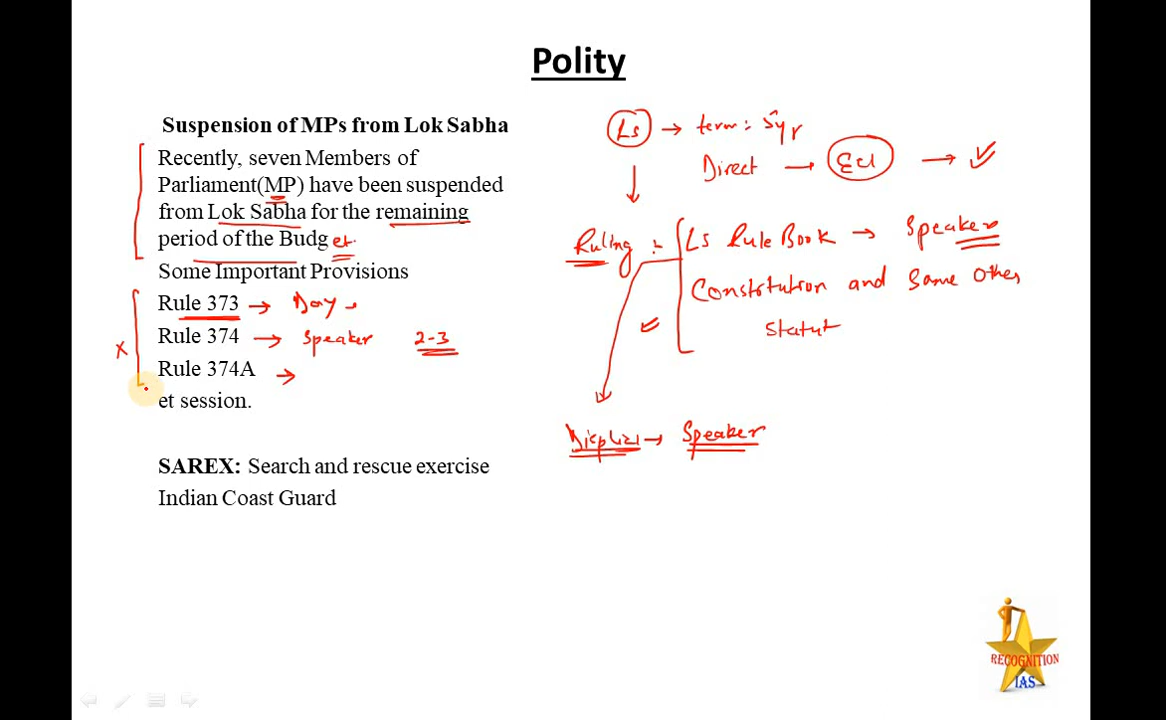 Polity
Suspension of MPs from Lok Sabha
Recently, seven Members of
Parliament(MP) have been suspended
from Lok Sabha for the remaining
period of the Budg et.
Some Important Provisions
Rule 373 → Day
Rule 374 → Speaker 2-3
Rule 374A →
et session.
SAREX: Search and rescue exercise
Indian Coast Guard
Ls → term: 5yr
Direct → ECI →
Ruling :- Ls Rule Book → Speaker
Constitution and Some Other
Statut
→ Speaker
RECOGNITION
IAS